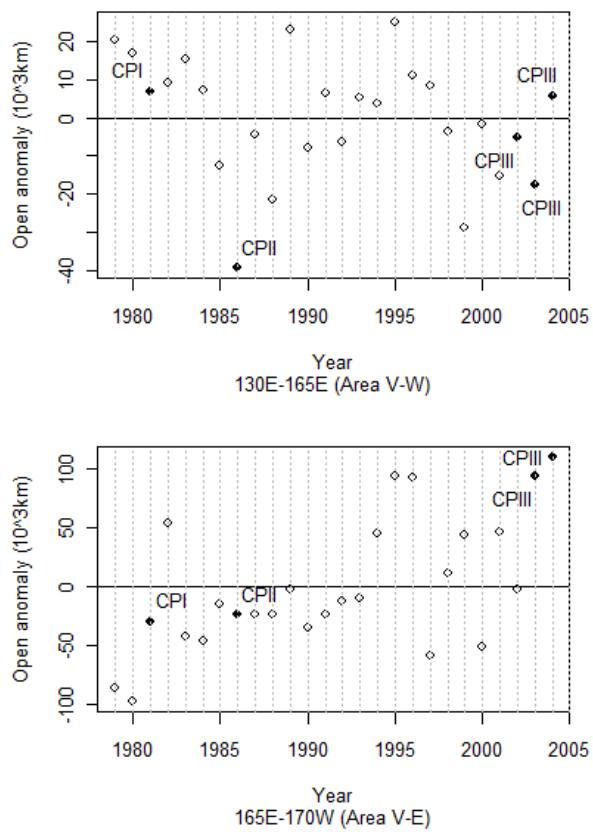 Open anomaly (10^3km)
20
10
0
-20
-40
CPI
CPII
CPIII
CPIII
CPIII
1980 1985 1990 1995 2000 2005
Year
130E-165E (Area V-W)
Open anomaly (10^3km)
100
50
0
-50
-100
CPI
CPII
CPIII
CPIII
1980 1985 1990 1995 2000 2005
Year
165E-170W (Area V-E)